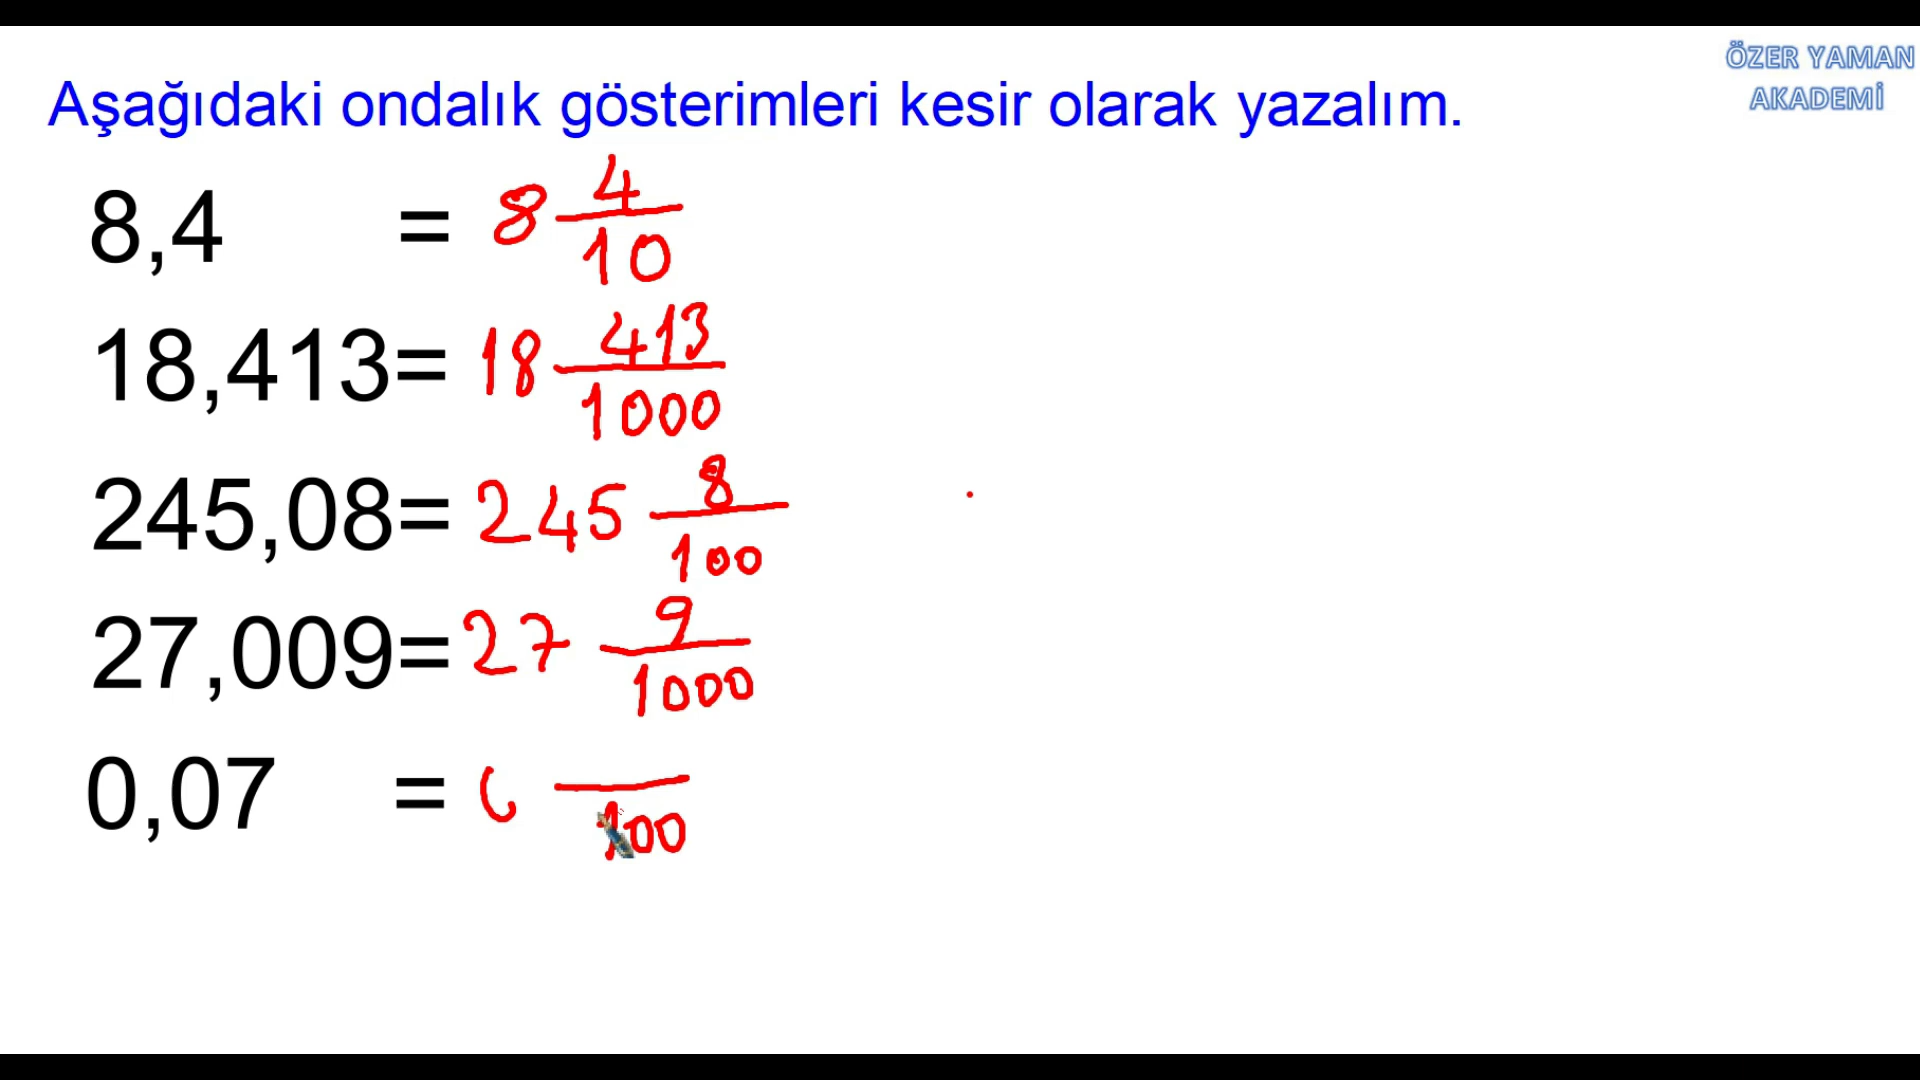 ÖZER YAMAN
AKADEMİ
Aşağıdaki ondalık gösterimleri kesir olarak yazalım.
8,4 = 8 4/10
18,413= 18 413/1000
245,08= 245 8/100
27,009= 27 9/1000
0,07 = 0 /100